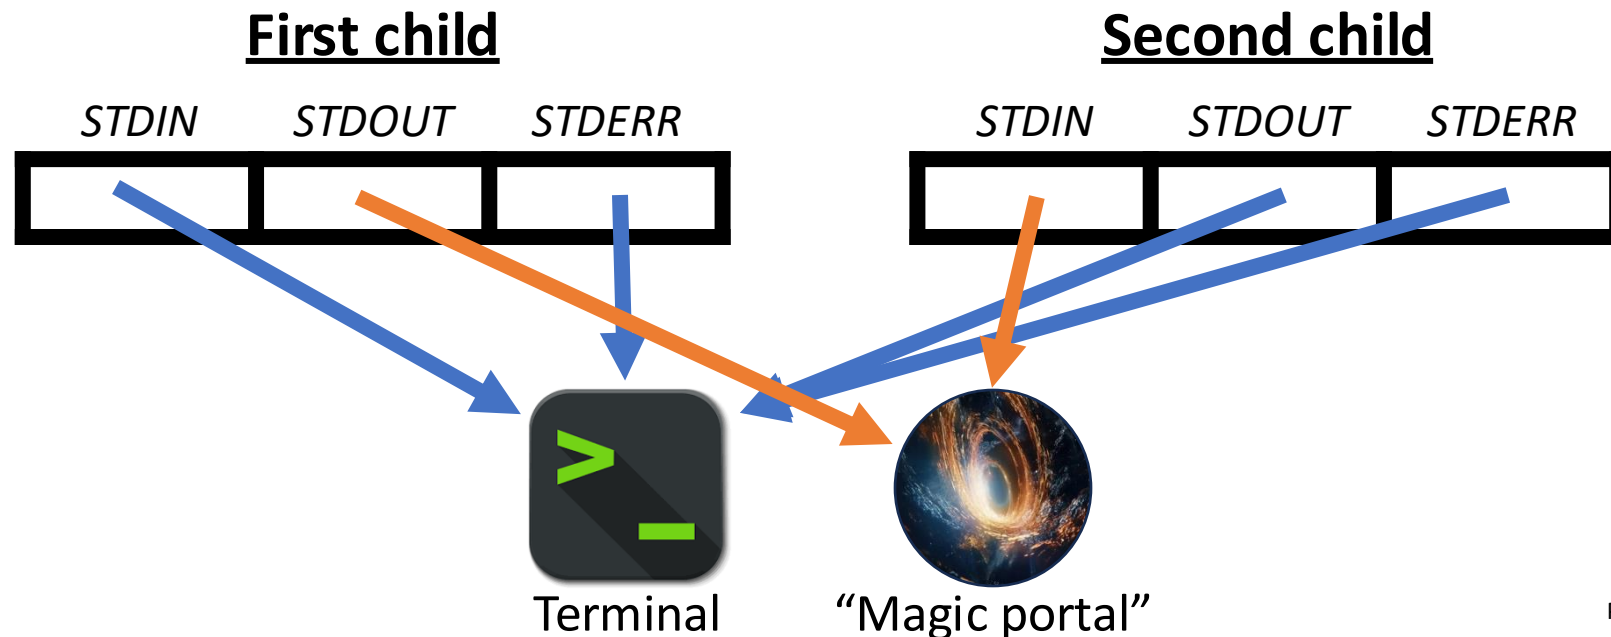 First child
Second child
STDIN STDOUT STDERR
STDIN STDOUT STDERR
>_
Terminal
“Magic portal”